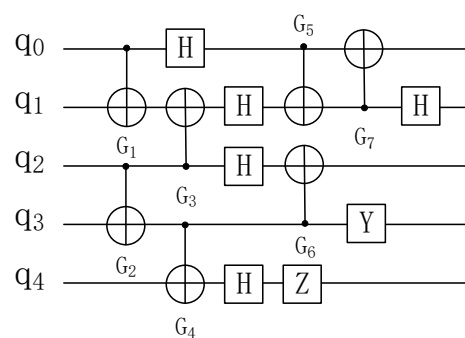 q0 H G5
q1 G1 H G7 H
q2 G3 H
q3 G2 G6 Y
q4 G4 H Z